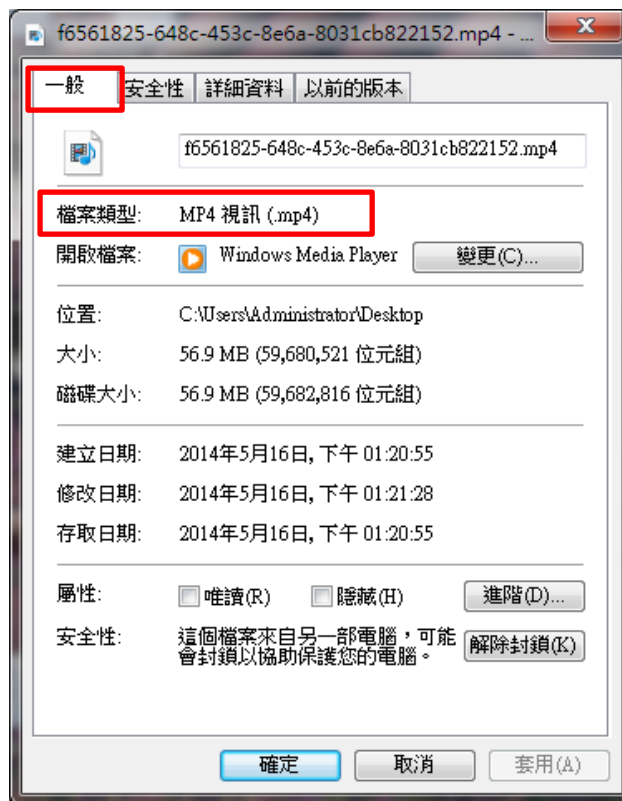 f6561825-648c-453c-8e6a-8031cb822152.mp4 - ...
一般 安全性 詳細資料 以前的版本
f6561825-648c-453c-8e6a-8031cb822152.mp4
檔案類型: MP4 視訊 (.mp4)
開啟檔案: Windows Media Player 變更(C)...
位置: C:\Users\Administrator\Desktop
大小: 56.9 MB (59,680,521 位元組)
磁碟大小: 56.9 MB (59,682,816 位元組)
建立日期: 2014年5月16日, 下午 01:20:55
修改日期: 2014年5月16日, 下午 01:21:28
存取日期: 2014年5月16日, 下午 01:20:55
屬性: 唯讀(R) 隱藏(H) 進階(D)...
安全性: 這個檔案來自另一部電腦，可能
會封鎖以協助保護您的電腦。 解除封鎖(K)
確定 取消 套用(A)